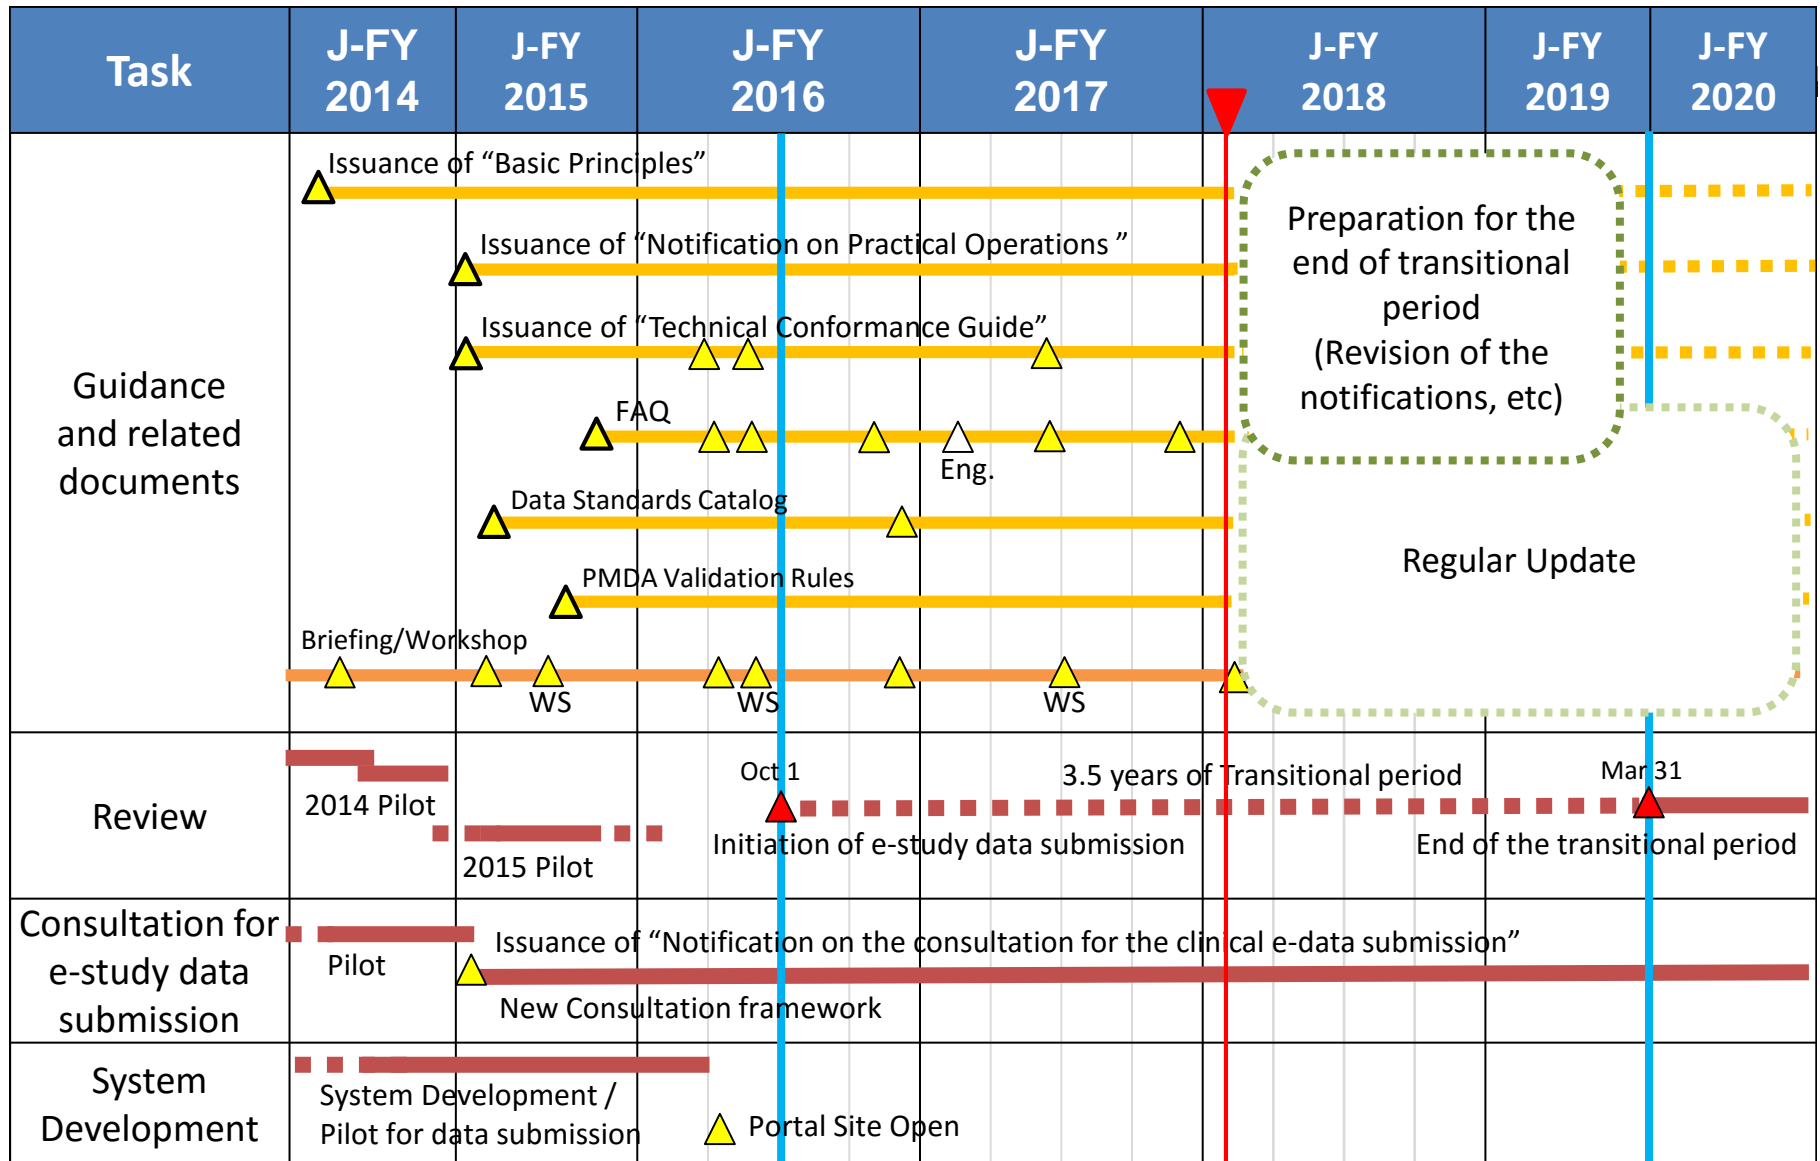 Task
J-FY
2014
J-FY
2015
J-FY
2016
J-FY
2017
J-FY
2018
J-FY
2019
J-FY
2020
Guidance
and related
documents
Issuance of “Basic Principles”
Issuance of “Notification on Practical Operations ”
Issuance of “Technical Conformance Guide”
FAQ
Eng.
Data Standards Catalog
PMDA Validation Rules
Briefing/Workshop
WS
WS
WS
Preparation for the
end of transitional
period
(Revision of the
notifications, etc)
Regular Update
Review
2014 Pilot
2015 Pilot
Oct 1
Initiation of e-study data submission
3.5 years of Transitional period
Mar 31
End of the transitional period
Consultation for
e-study data
submission
Pilot
Issuance of “Notification on the consultation for the clinical e-data submission”
New Consultation framework
System
Development
System Development /
Pilot for data submission
Portal Site Open